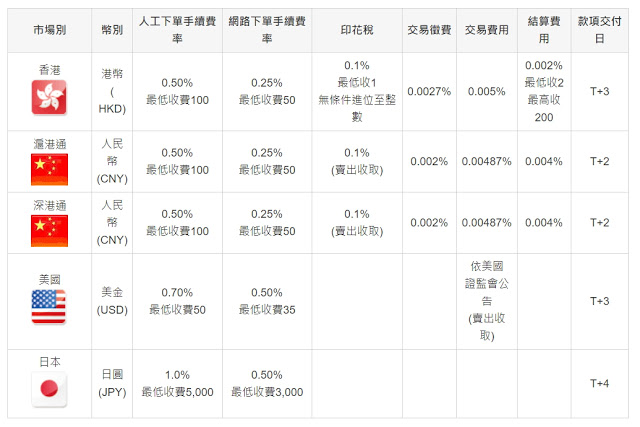 市場別 幣別 人工下單手續費率 網路下單手續費率 印花稅 交易徵費 交易費用 結算費用 款項交付日
香港 港幣( HKD) 0.50% 最低收費100 0.25% 最低收費50 0.1% 最低收1 無條件進位至整數 0.0027% 0.005% 0.002% 最低收2 最高收200 T+3
滬港通 人民幣(CNY) 0.50% 最低收費100 0.25% 最低收費50 0.1% (賣出收取) 0.002% 0.00487% 0.004% T+2
深港通 人民幣(CNY) 0.50% 最低收費100 0.25% 最低收費50 0.1% (賣出收取) 0.002% 0.00487% 0.004% T+2
美國 美金(USD) 0.70% 最低收費50 0.50% 最低收費35 依美國證監會公告(賣出收取) T+3
日本 日圓(JPY) 1.0% 最低收費5,000 0.50% 最低收費3,000 T+4